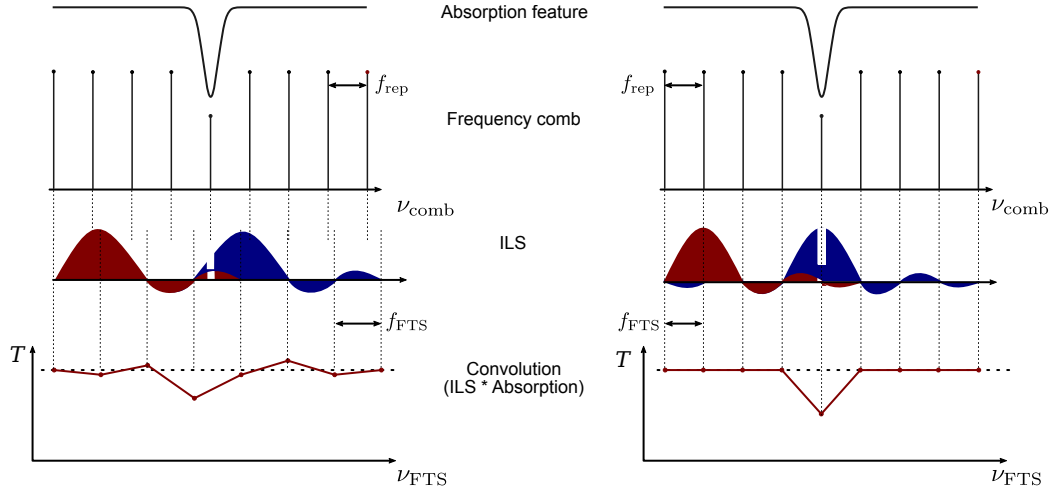 Absorption feature
f_rep
f_rep
Frequency comb
ν_comb
ν_comb
ILS
f_FTS
f_FTS
T
T
Convolution
(ILS * Absorption)
ν_FTS
ν_FTS